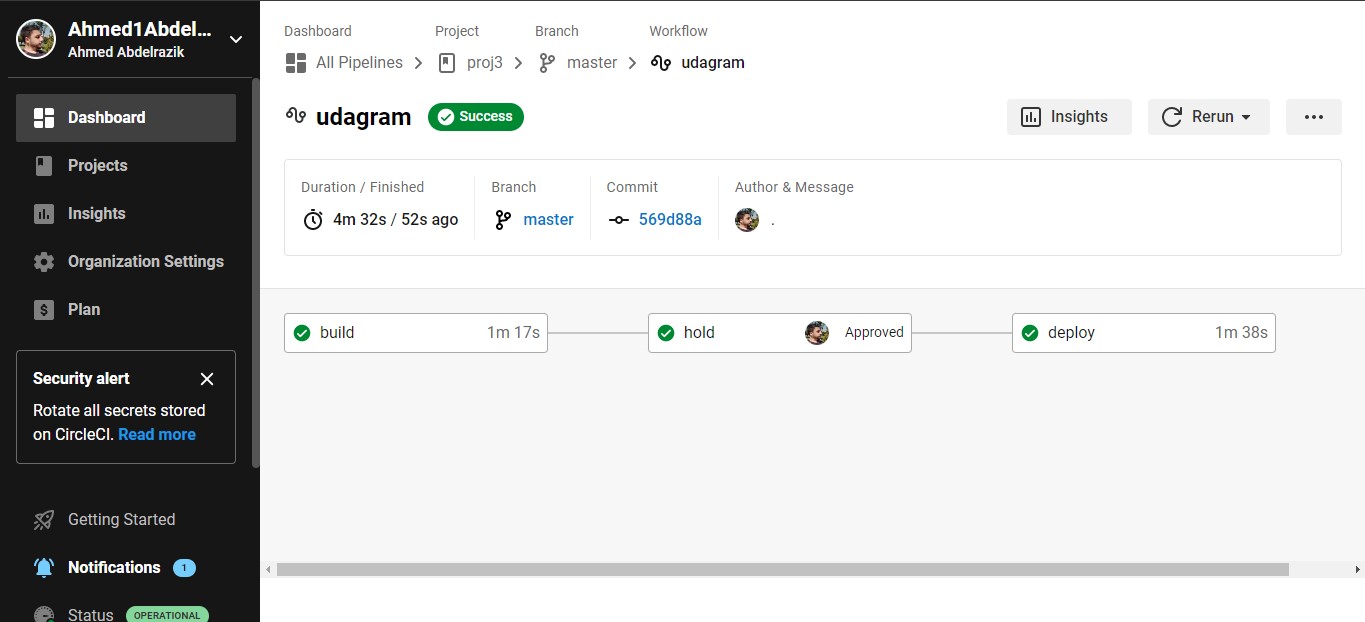 Ahmed1Abdel...
Ahmed Abdelrazik
Dashboard
Projects
Insights
Organization Settings
Plan
Security alert
Rotate all secrets stored
on CircleCI. Read more
Getting Started
Notifications 1
Status OPERATIONAL
Dashboard Project Branch Workflow
All Pipelines proj3 master udagram
udagram Success Insights Rerun
Duration / Finished Branch Commit Author & Message
4m 32s / 52s ago master 569d88a .
build 1m 17s hold Approved deploy 1m 38s